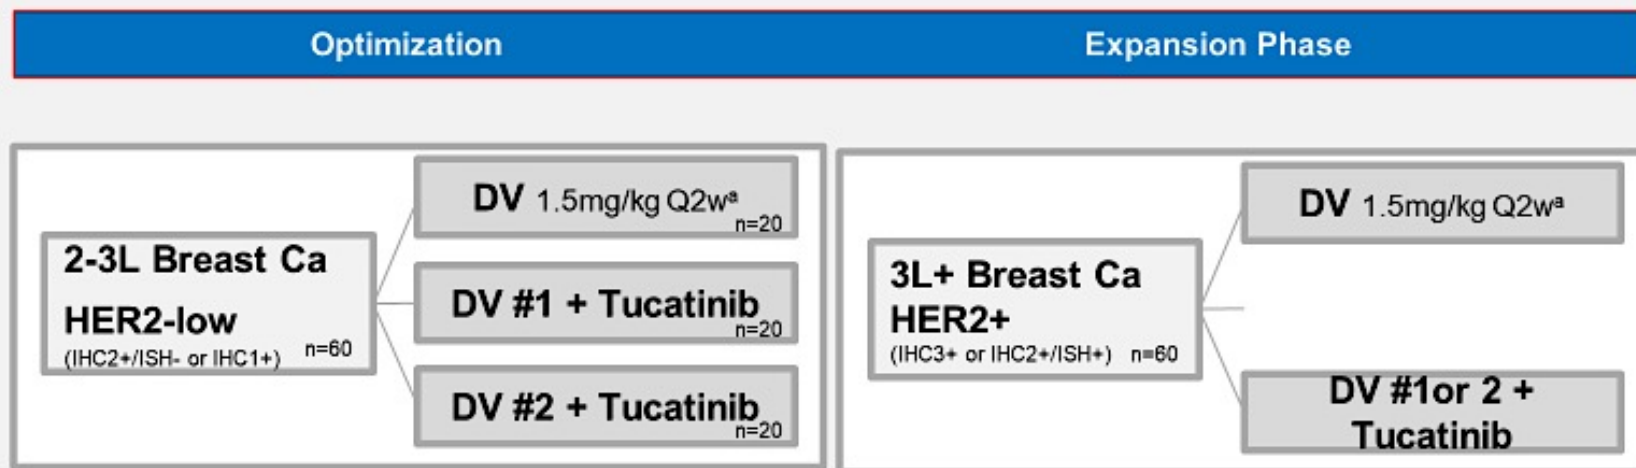 Optimization
Expansion Phase
2-3L Breast Ca
HER2-low
(IHC2+/ISH- or IHC1+) n=60
DV 1.5mg/kg Q2wª
n=20
DV #1 + Tucatinib
n=20
DV #2 + Tucatinib
n=20
3L+ Breast Ca
HER2+
(IHC3+ or IHC2+/ISH+) n=60
DV 1.5mg/kg Q2wª
DV #1or 2 +
Tucatinib